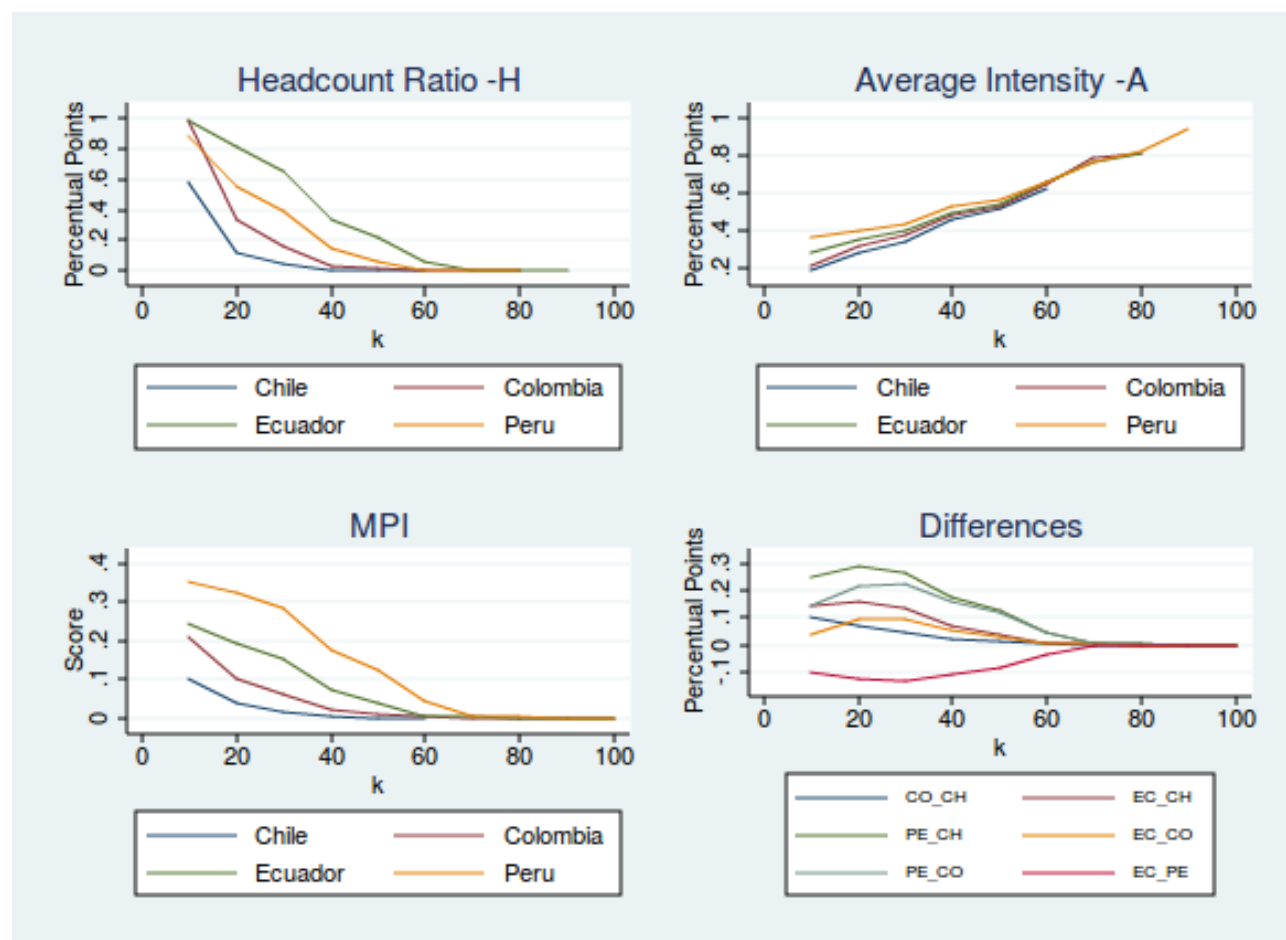 Headcount Ratio -H
Percentual Points
1
.8
.6
.4
.2
0
0 20 40 60 80 100
k
Chile Colombia
Ecuador Peru
Average Intensity -A
Percentual Points
1
.8
.6
.4
.2
0 20 40 60 80 100
k
Chile Colombia
Ecuador Peru
MPI
Score
.4
.3
.2
.1
0
0 20 40 60 80 100
k
Chile Colombia
Ecuador Peru
Differences
Percentual Points
.3
.2
.1
0
-.1
0 20 40 60 80 100
k
CO_CH EC_CH
PE_CH EC_CO
PE_CO EC_PE